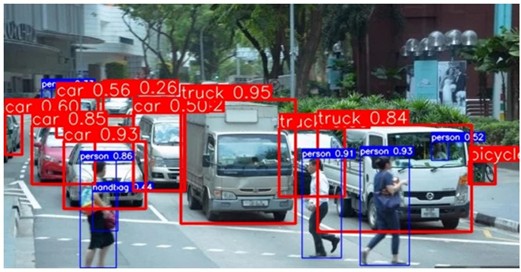 car 0.56
0.26
truck 0.95
car 0.60
car 0.50
car 0.85
truck
truck 0.84
car 0.93
person 0.52
person 0.86
person 0.91
person 0.93
bicycle
handbag